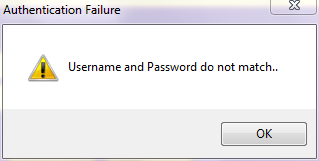 Authentication Failure
Username and Password do not match..
OK